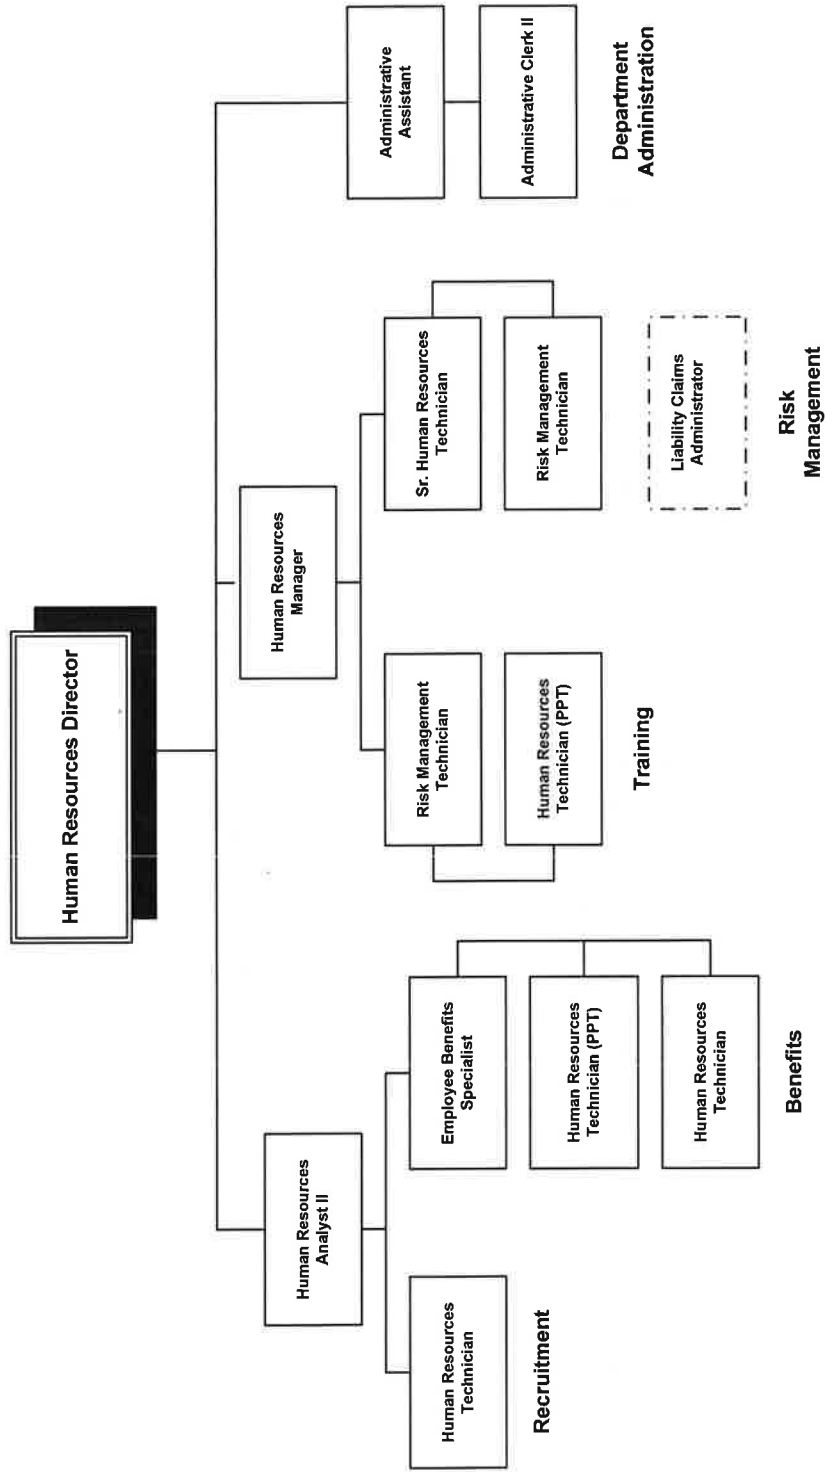 Human Resources Director
Human Resources
Analyst II
Human Resources
Technician
Recruitment
Employee Benefits
Specialist
Human Resources
Technician (PPT)
Human Resources
Technician
Benefits
Human Resources
Manager
Risk Management
Technician
Human Resources
Technician (PPT)
Training
Sr. Human Resources
Technician
Risk Management
Technician
Liability Claims
Administrator
Risk
Management
Administrative
Assistant
Administrative Clerk II
Department
Administration